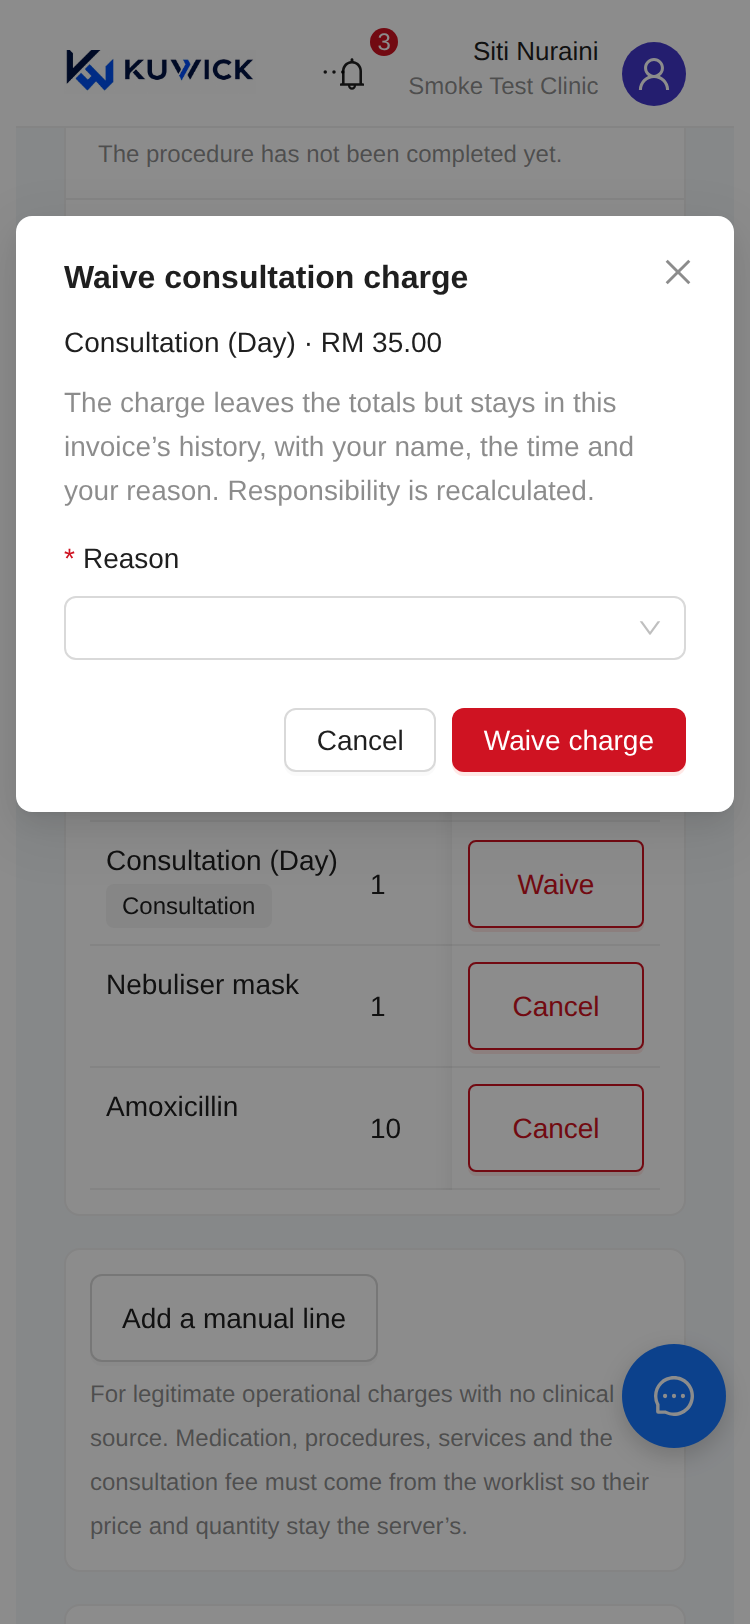 KUWICK
3
Siti Nuraini
Smoke Test Clinic
The procedure has not been completed yet.
Waive consultation charge
Consultation (Day) · RM 35.00
The charge leaves the totals but stays in this
invoice’s history, with your name, the time and
your reason. Responsibility is recalculated.
* Reason
Cancel
Waive charge
Consultation (Day)
Consultation
1
Waive
Nebuliser mask
1
Cancel
Amoxicillin
10
Cancel
Add a manual line
For legitimate operational charges with no clinical
source. Medication, procedures, services and the
consultation fee must come from the worklist so their
price and quantity stay the server’s.